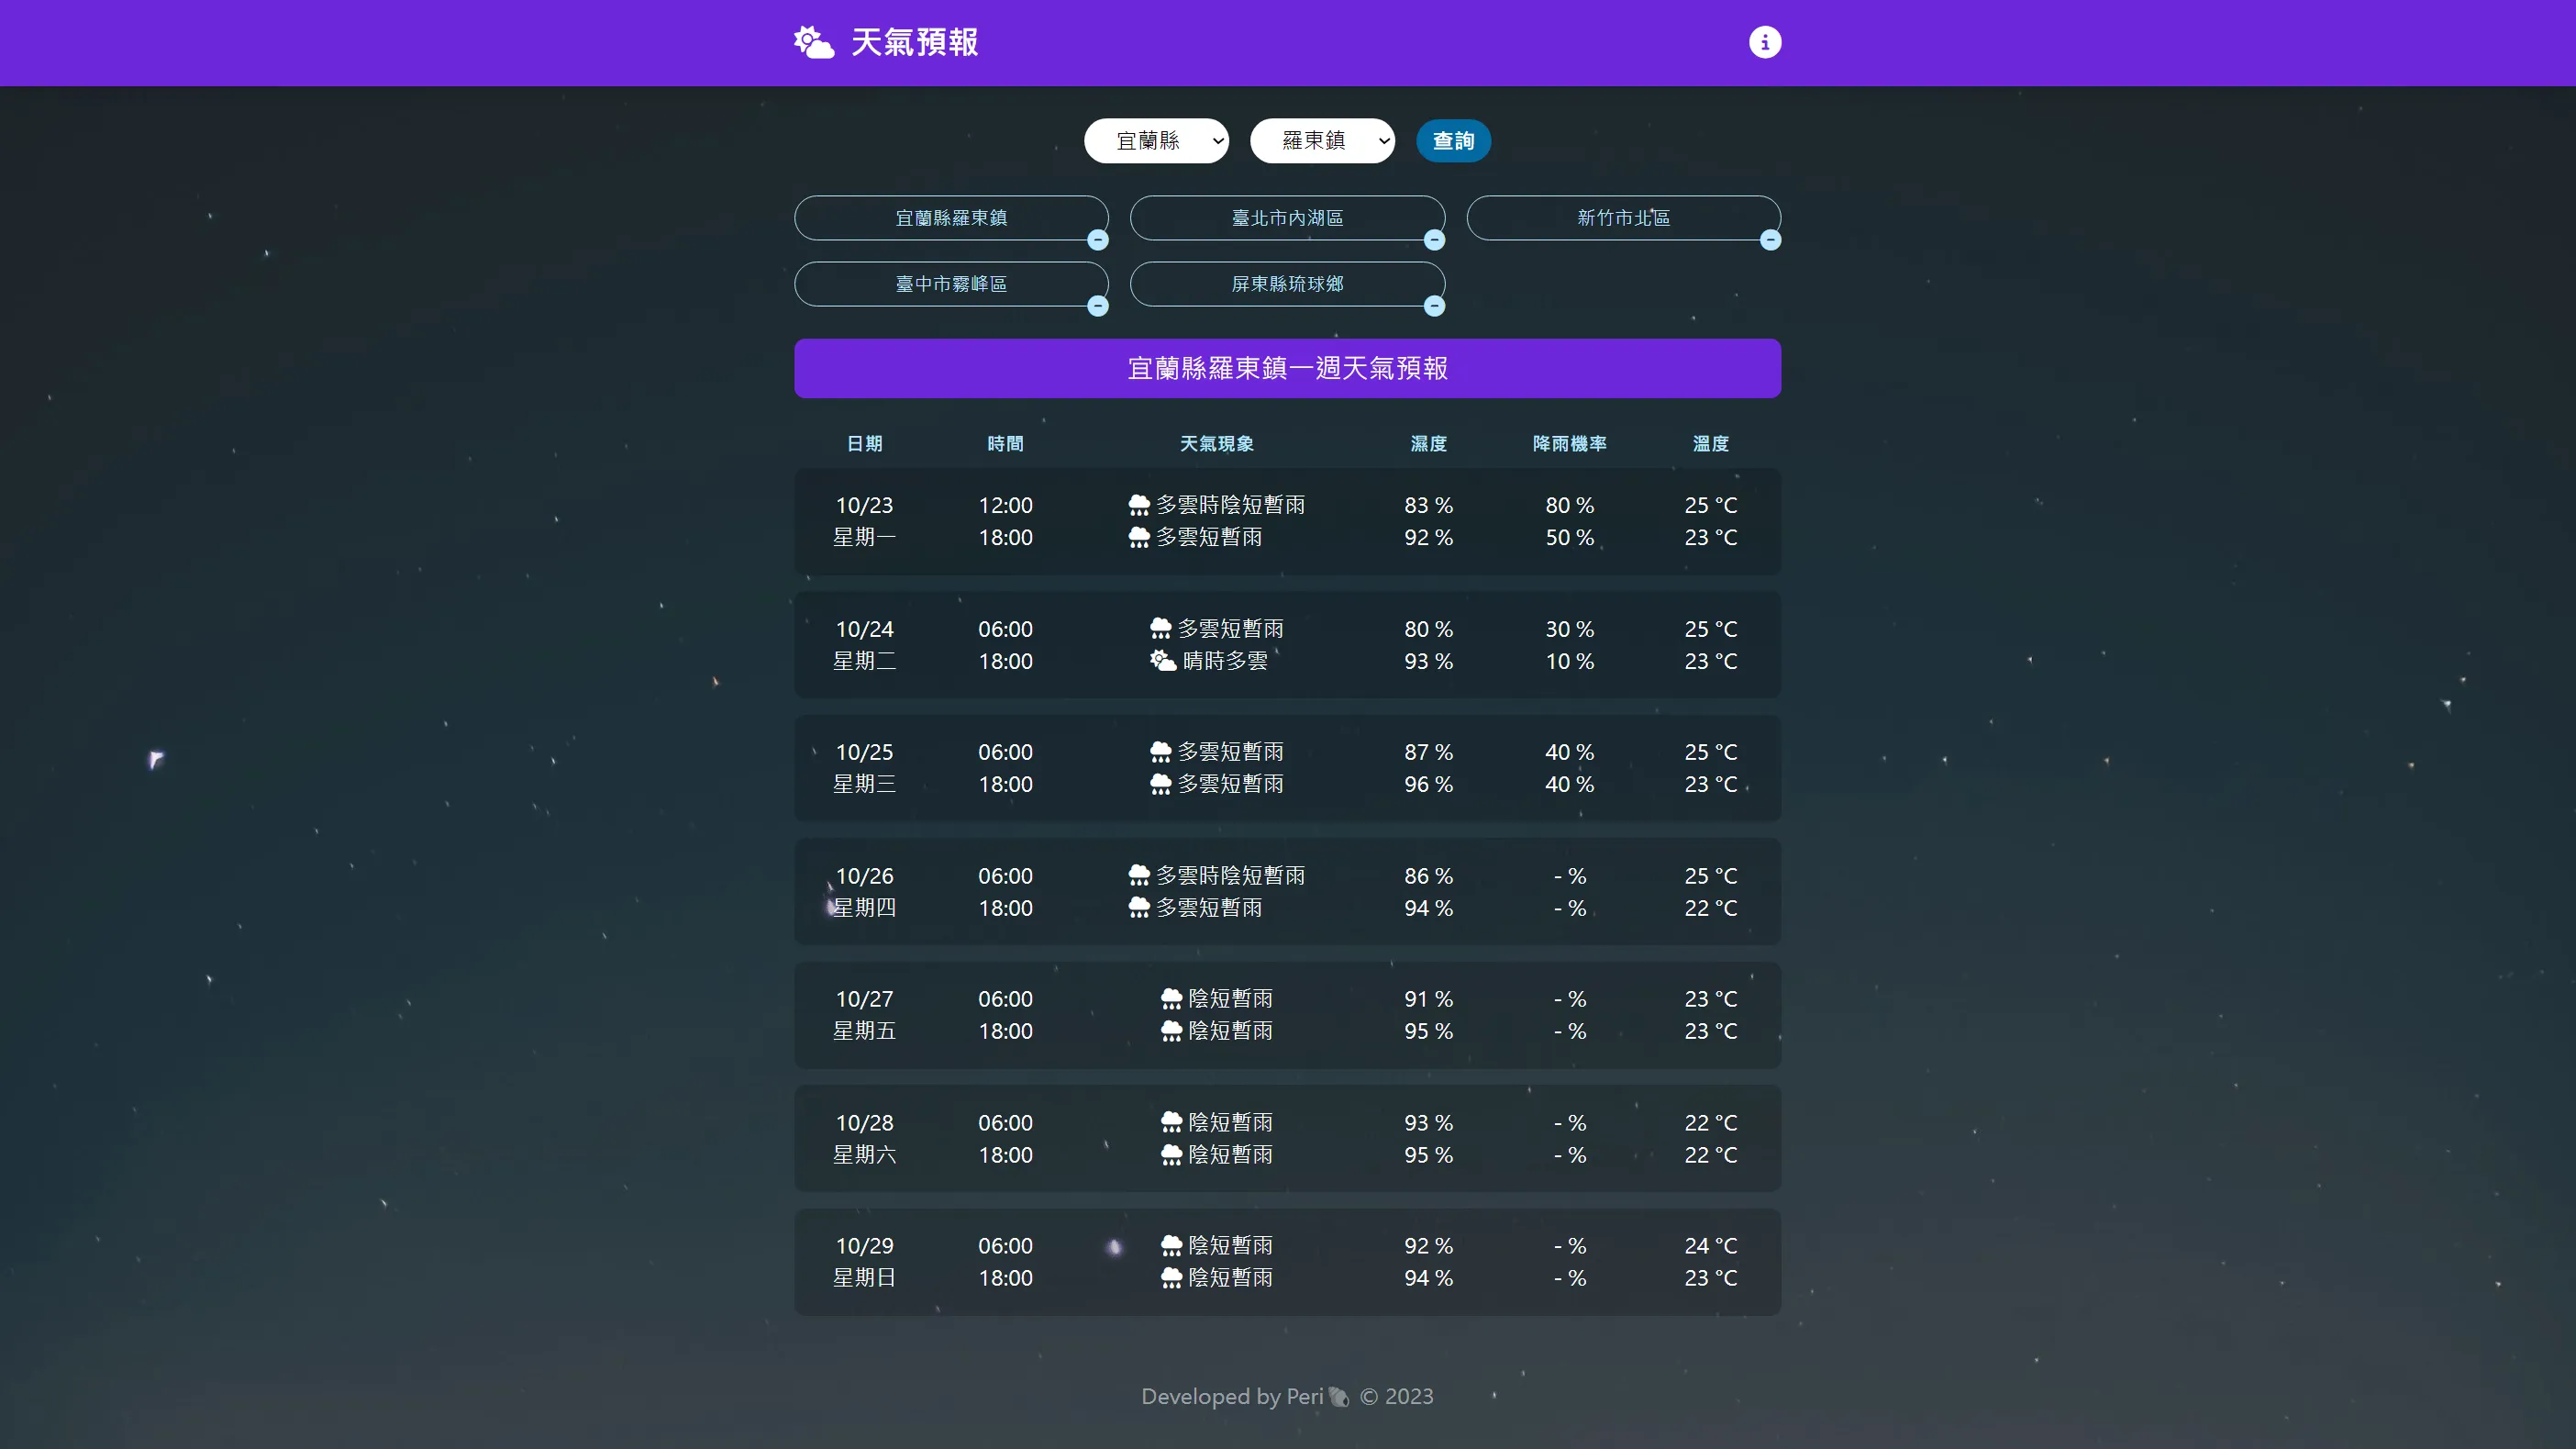 天氣預報
宜蘭縣 羅東鎮 查詢
宜蘭縣羅東鎮 臺北市內湖區 新竹市北區
臺中市霧峰區 屏東縣琉球鄉
宜蘭縣羅東鎮一週天氣預報
日期 時間 天氣現象 濕度 降雨機率 溫度
10/23 12:00 多雲時陰短暫雨 83 % 80 % 25 °C
星期一 18:00 多雲短暫雨 92 % 50 % 23 °C
10/24 06:00 多雲短暫雨 80 % 30 % 25 °C
星期二 18:00 晴時多雲 93 % 10 % 23 °C
10/25 06:00 多雲短暫雨 87 % 40 % 25 °C
星期三 18:00 多雲短暫雨 96 % 40 % 23 °C
10/26 06:00 多雲時陰短暫雨 86 % - % 25 °C
星期四 18:00 多雲短暫雨 94 % - % 22 °C
10/27 06:00 陰短暫雨 91 % - % 23 °C
星期五 18:00 陰短暫雨 95 % - % 23 °C
10/28 06:00 陰短暫雨 93 % - % 22 °C
星期六 18:00 陰短暫雨 95 % - % 22 °C
10/29 06:00 陰短暫雨 92 % - % 24 °C
星期日 18:00 陰短暫雨 94 % - % 23 °C
Developed by Peri © 2023